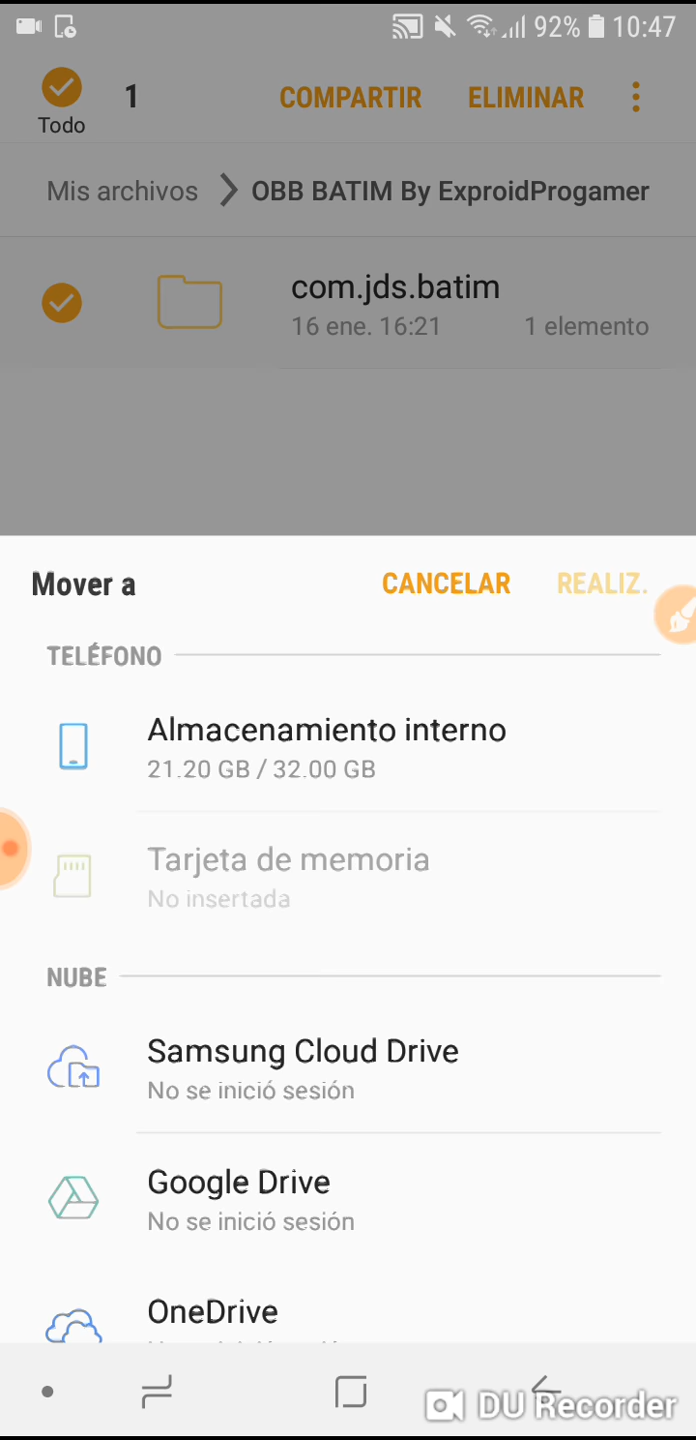 92% 10:47
1 COMPARTIR ELIMINAR
Todo
Mis archivos OBB BATIM By ExproidProgamer
com.jds.batim
16 ene. 16:21 1 elemento
Mover a CANCELAR REALIZ.
TELÉFONO
Almacenamiento interno
21.20 GB / 32.00 GB
Tarjeta de memoria
No insertada
NUBE
Samsung Cloud Drive
No se inició sesión
Google Drive
No se inició sesión
OneDrive
DU Recorder